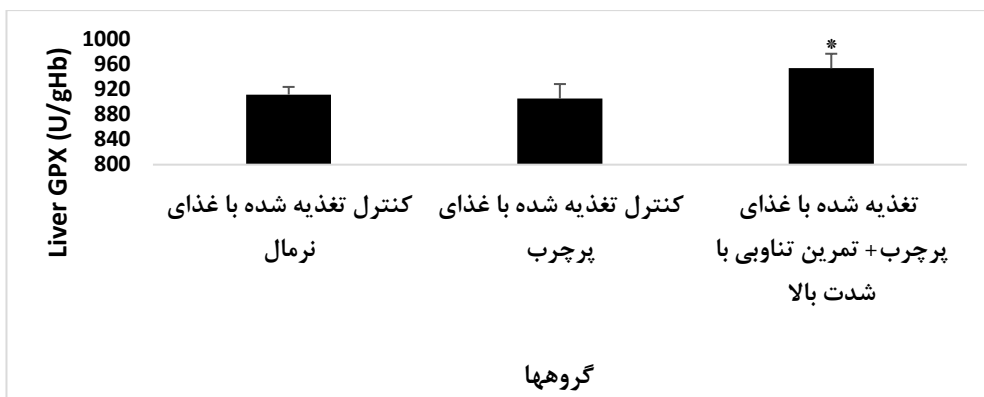 Liver GPX (U/gHb)
1000
960
920
880
840
800
*
کنترل تغذیه شده با غذای
نرمال
کنترل تغذیه شده با غذای
پرچرب
تغذیه شده با غذای
پرچرب+ تمرین تناوبی با
شدت بالا
گروهها